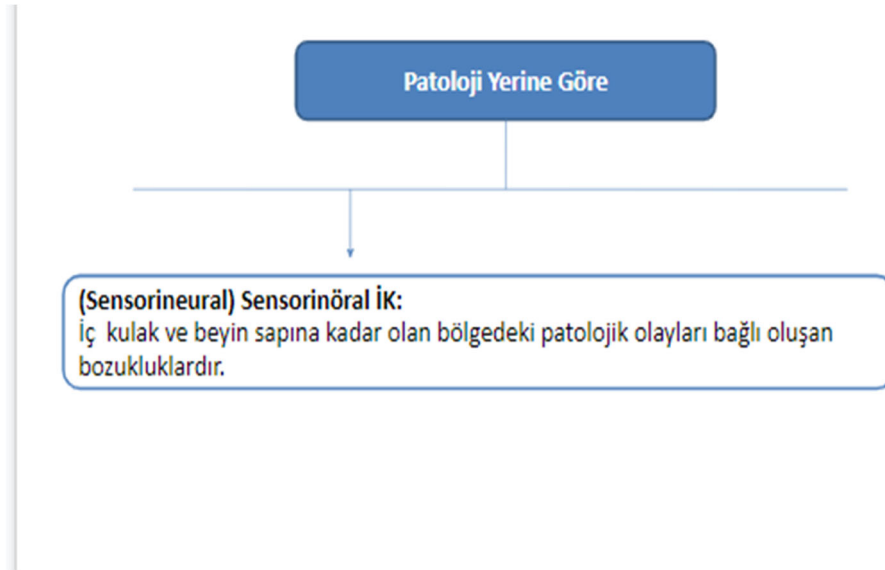 Patoloji Yerine Göre
(Sensorineural) Sensorinöral İK:
İç kulak ve beyin sapına kadar olan bölgedeki patolojik olayları bağlı oluşan
bozukluklardır.